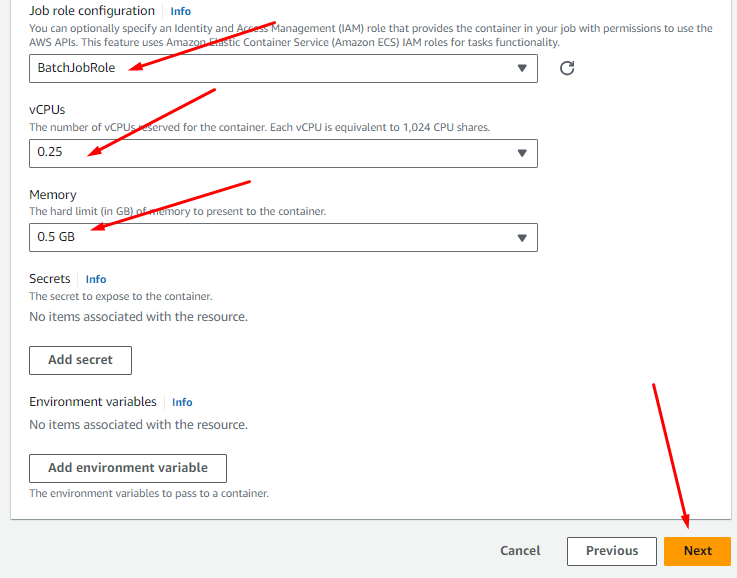 Job role configuration Info
You can optionally specify an Identity and Access Management (IAM) role that provides the container in your job with permissions to use the
AWS APIs. This feature uses Amazon Elastic Container Service (Amazon ECS) IAM roles for tasks functionality.
BatchJobRole
vCPUs
The number of vCPUs reserved for the container. Each vCPU is equivalent to 1,024 CPU shares.
0.25
Memory
The hard limit (in GB) of memory to present to the container.
0.5 GB
Secrets Info
The secret to expose to the container.
No items associated with the resource.
Add secret
Environment variables Info
No items associated with the resource.
Add environment variable
The environment variables to pass to a container.
Cancel Previous Next